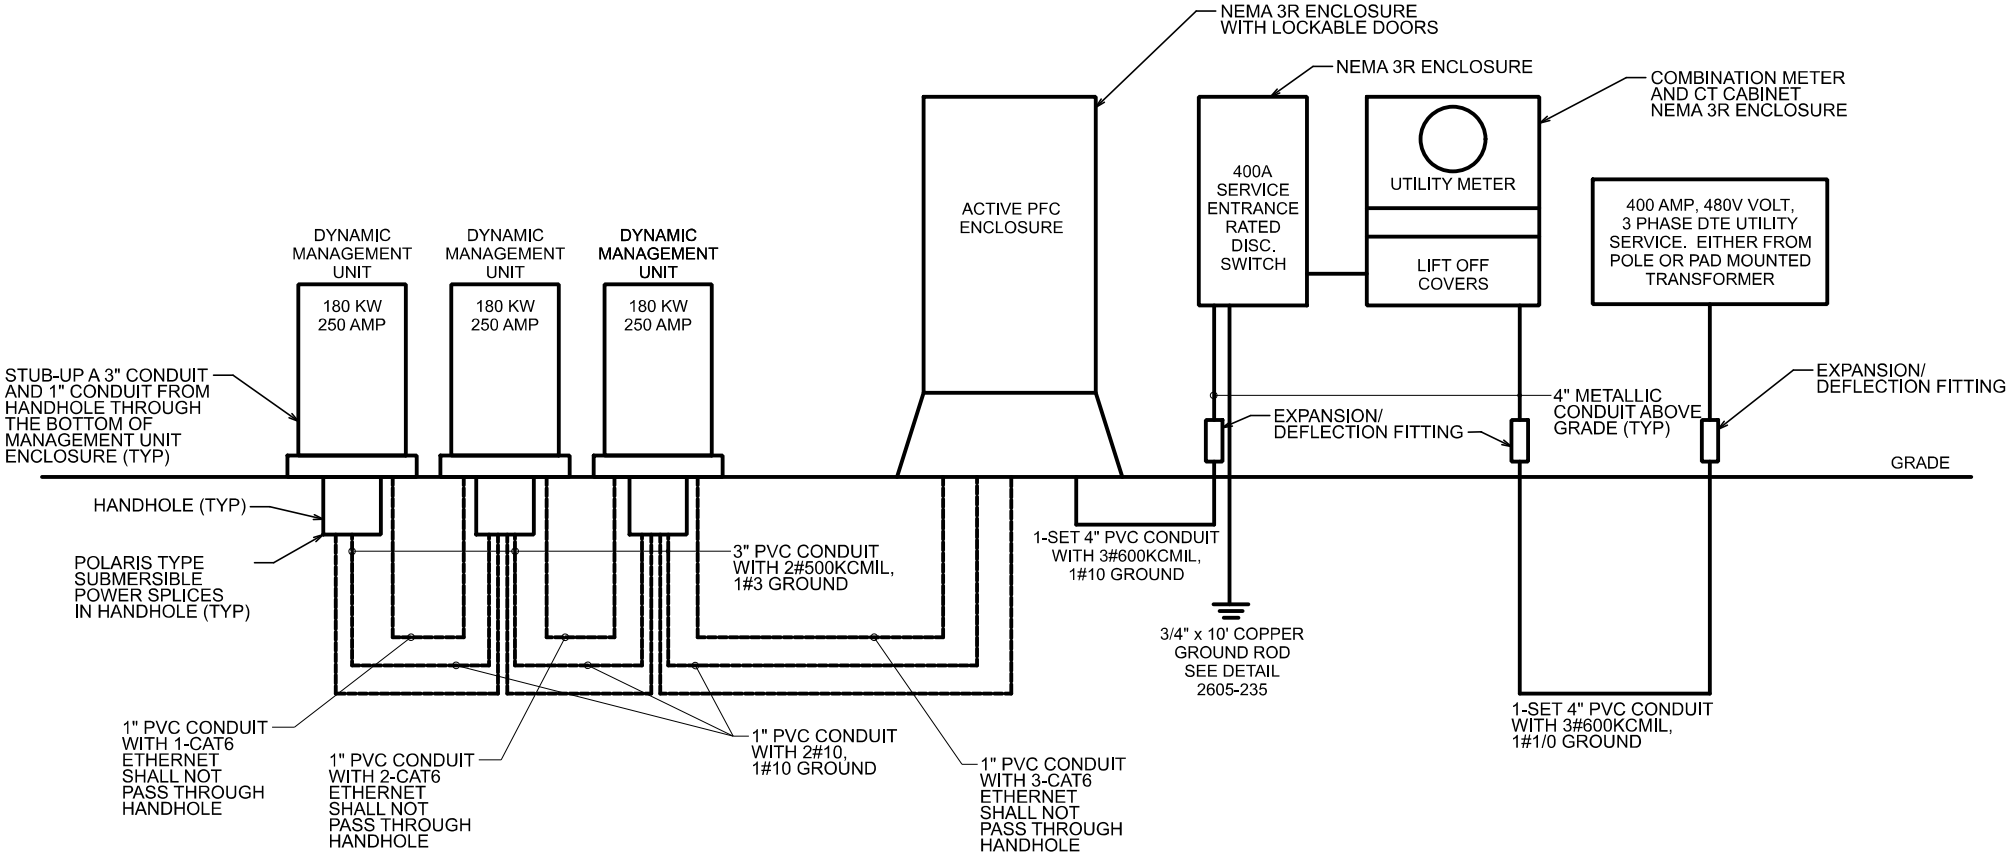 NEMA 3R ENCLOSURE
WITH LOCKABLE DOORS
NEMA 3R ENCLOSURE
COMBINATION METER
AND CT CABINET
NEMA 3R ENCLOSURE
400A
SERVICE
ENTRANCE
RATED
DISC.
SWITCH
UTILITY METER
LIFT OFF
COVERS
400 AMP, 480V VOLT,
3 PHASE DTE UTILITY
SERVICE. EITHER FROM
POLE OR PAD MOUNTED
TRANSFORMER
ACTIVE PFC
ENCLOSURE
DYNAMIC
MANAGEMENT
UNIT
180 KW
250 AMP
DYNAMIC
MANAGEMENT
UNIT
180 KW
250 AMP
DYNAMIC
MANAGEMENT
UNIT
180 KW
250 AMP
STUB-UP A 3" CONDUIT
AND 1" CONDUIT FROM
HANDHOLE THROUGH
THE BOTTOM OF
MANAGEMENT UNIT
ENCLOSURE (TYP)
EXPANSION/
DEFLECTION FITTING
4" METALLIC
CONDUIT ABOVE
GRADE (TYP)
EXPANSION/
DEFLECTION FITTING
GRADE
HANDHOLE (TYP)
POLARIS TYPE
SUBMERSIBLE
POWER SPLICES
IN HANDHOLE (TYP)
3" PVC CONDUIT
WITH 2#500KCMIL,
1#3 GROUND
1-SET 4" PVC CONDUIT
WITH 3#600KCMIL,
1#10 GROUND
3/4" x 10' COPPER
GROUND ROD
SEE DETAIL
2605-235
1-SET 4" PVC CONDUIT
WITH 3#600KCMIL,
1#1/0 GROUND
1" PVC CONDUIT
WITH 1-CAT6
ETHERNET
SHALL NOT
PASS THROUGH
HANDHOLE
1" PVC CONDUIT
WITH 2-CAT6
ETHERNET
SHALL NOT
PASS THROUGH
HANDHOLE
1" PVC CONDUIT
WITH 2#10,
1#10 GROUND
1" PVC CONDUIT
WITH 3-CAT6
ETHERNET
SHALL NOT
PASS THROUGH
HANDHOLE